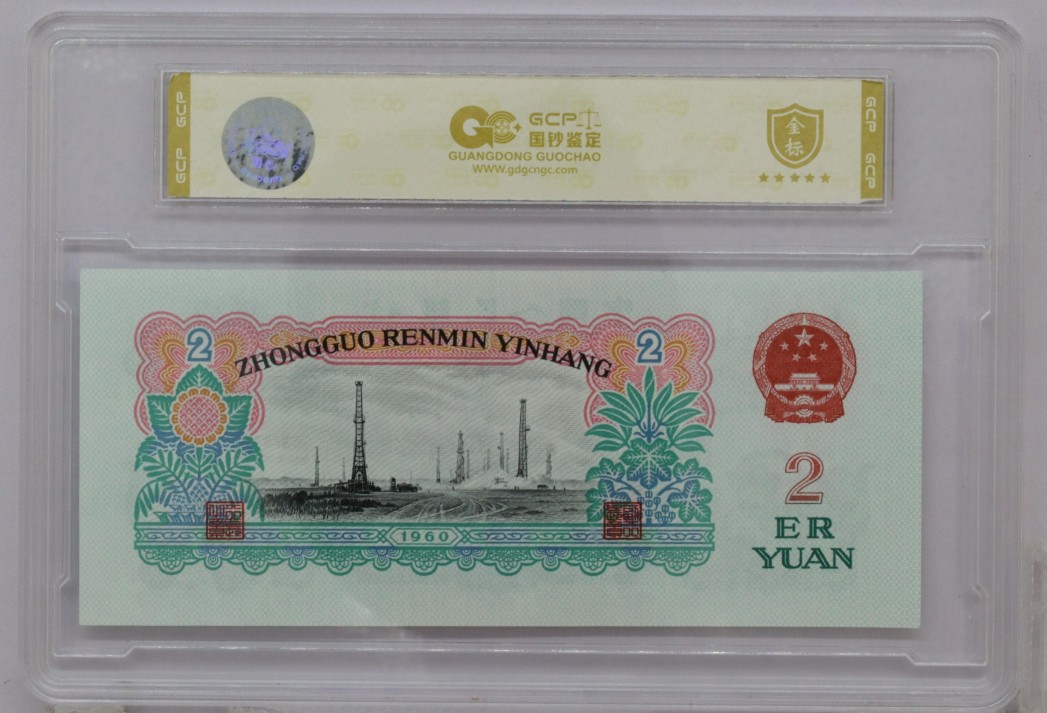 GCP
GCP
GCP
国钞鉴定
GUANGDONG GUOCHAO
www.gdgcngc.com
金标
GCP
GCP
2
ZHONGGUO RENMIN YINHANG
2
1960
2
ER
YUAN